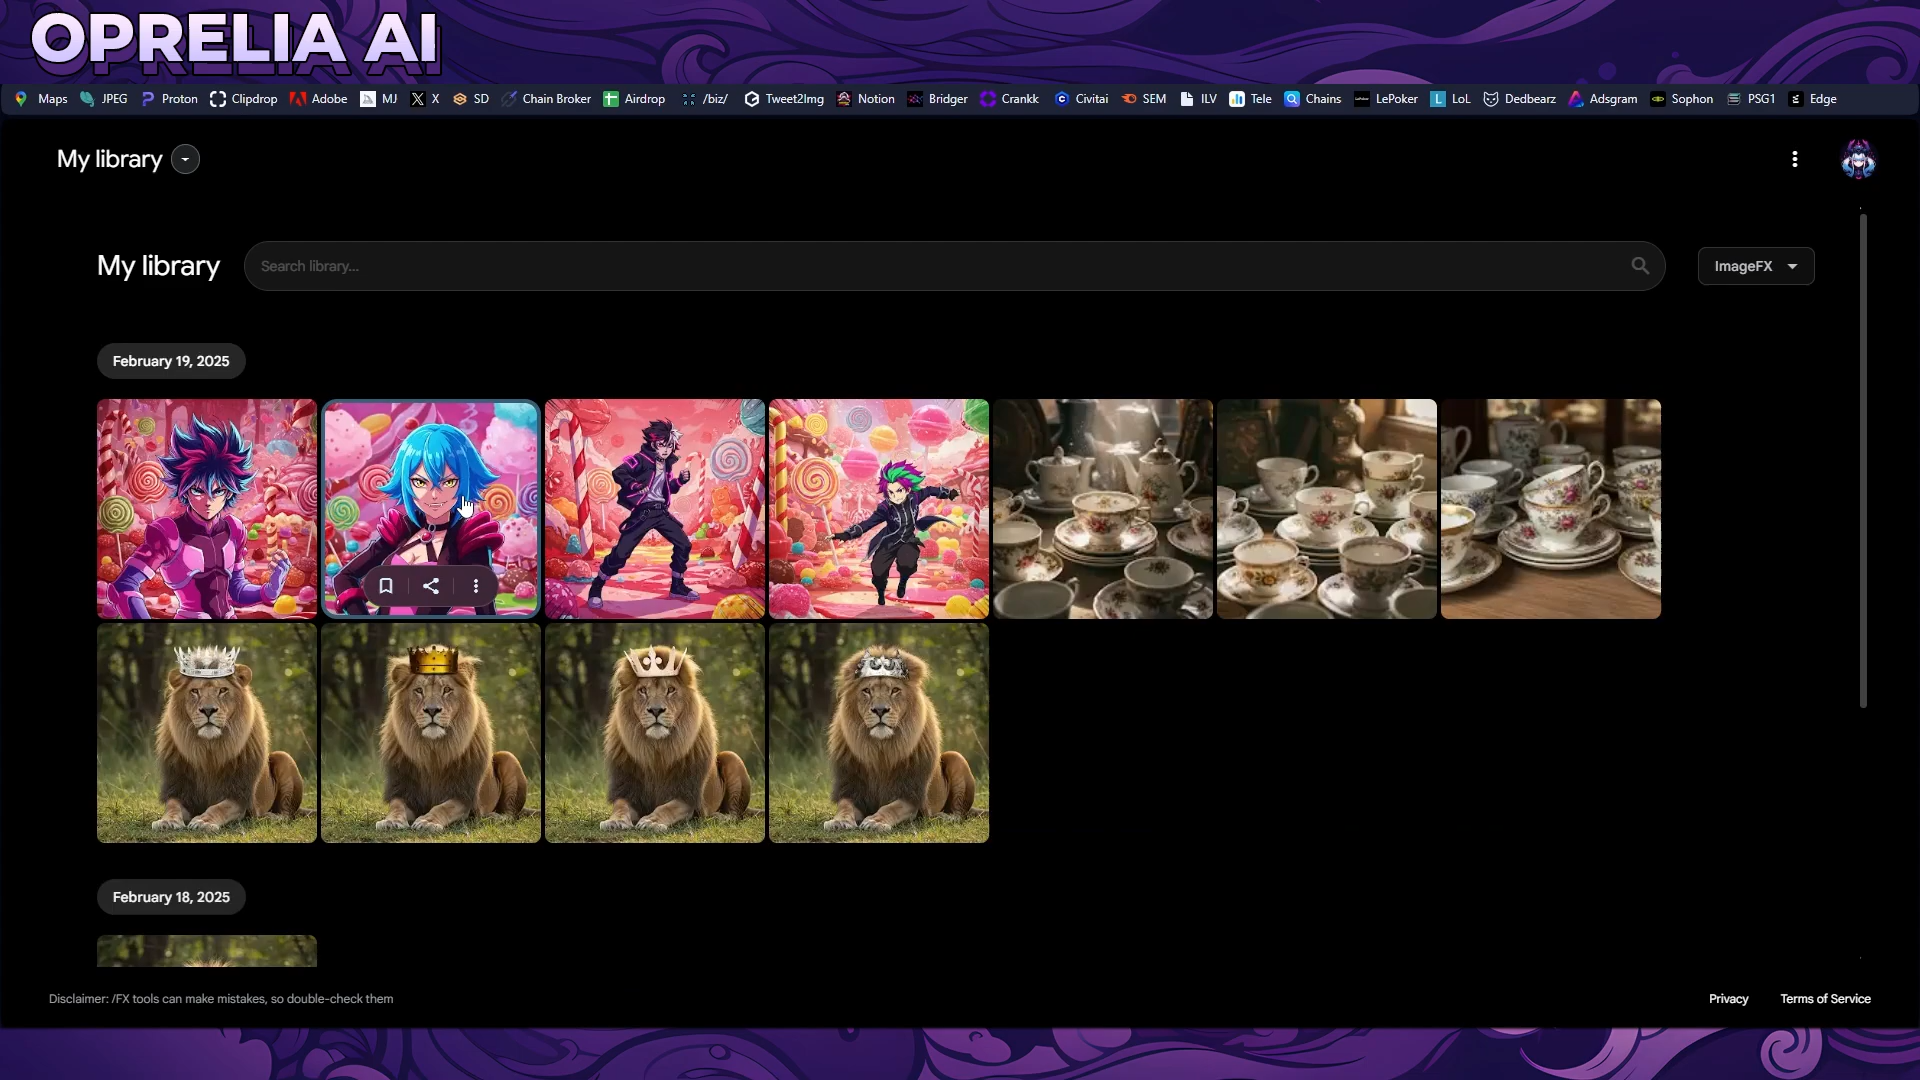 OPRELIA AI
Maps JPEG Proton Clipdrop Adobe MJ X SD Chain Broker Airdrop /biz/ Tweet2Img Notion Bridger Crankk Civitai SEM ILV Tele Chains LePoker LoL Dedbearz Adsgram Sophon PSG1 Edge
My library
My library Search library... ImageFX
February 19, 2025
February 18, 2025
Disclaimer: /FX tools can make mistakes, so double-check them Privacy Terms of Service